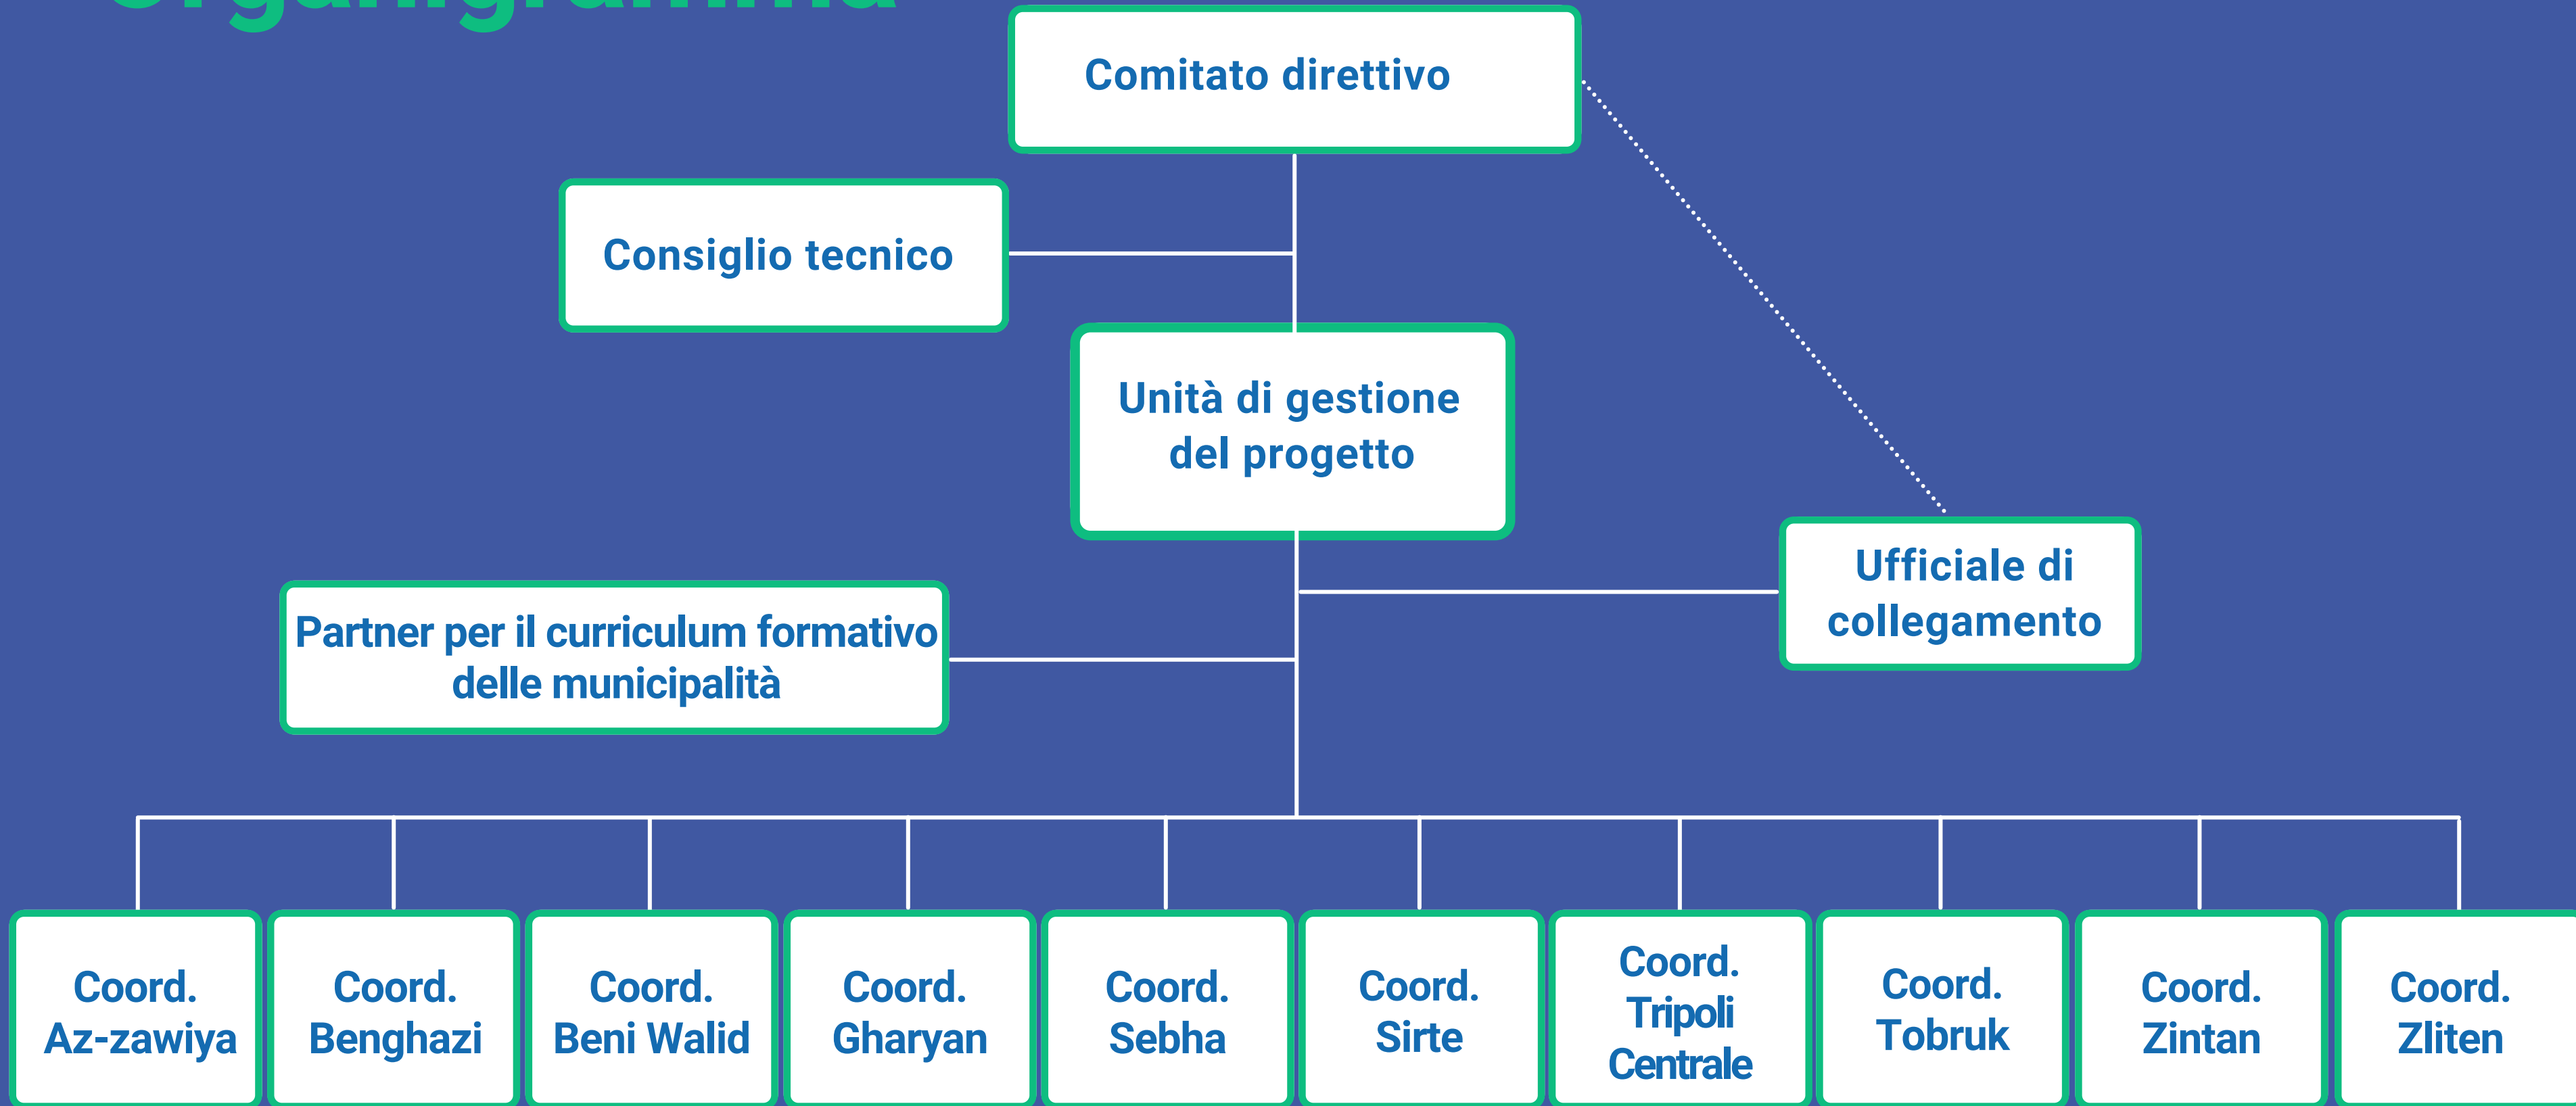 Organigramma
Comitato direttivo
Consiglio tecnico
Unità di gestione
del progetto
Ufficiale di
collegamento
Partner per il curriculum formativo
delle municipalità
Coord.
Az-zawiya
Coord.
Benghazi
Coord.
Beni Walid
Coord.
Gharyan
Coord.
Sebha
Coord.
Sirte
Coord.
Tripoli
Centrale
Coord.
Tobruk
Coord.
Zintan
Coord.
Zliten